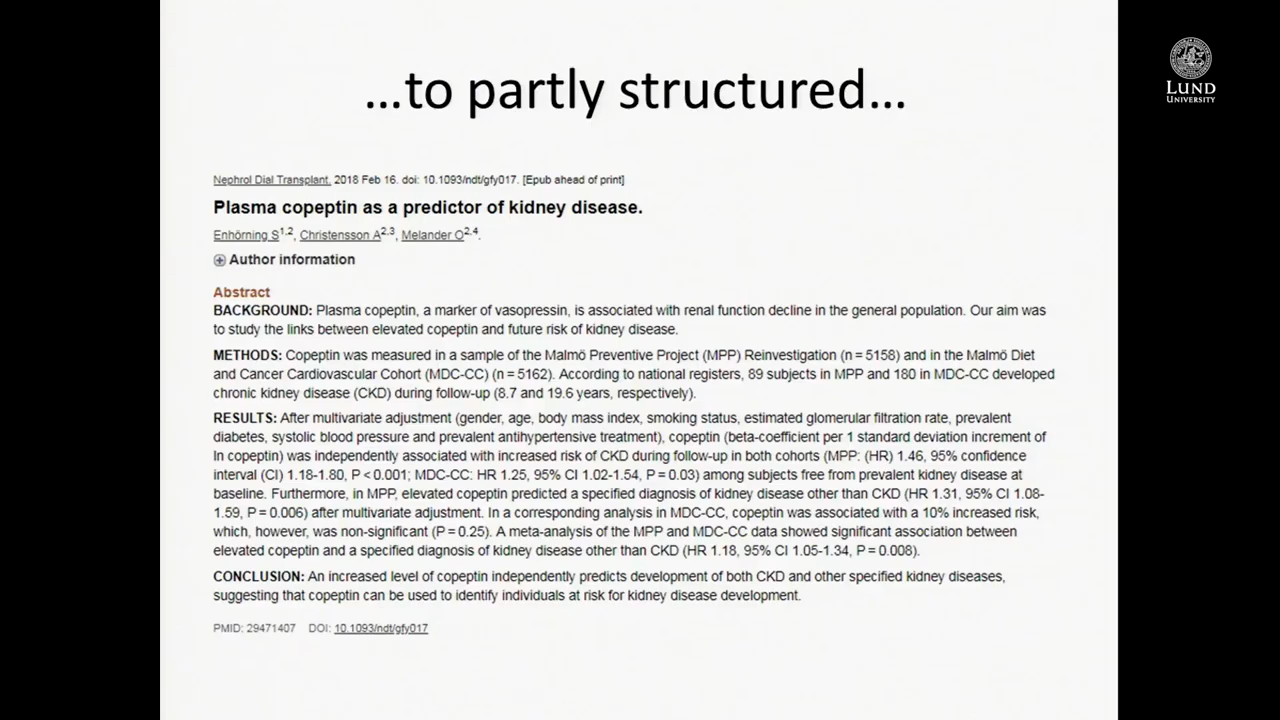 ...to partly structured...
LUND
UNIVERSITY
Nephrol Dial Transplant. 2018 Feb 16. doi: 10.1093/ndt/gfy017. [Epub ahead of print]
Plasma copeptin as a predictor of kidney disease.
Enhörning S1,2, Christensson A2,3, Melander O2,4.
Author information
Abstract
BACKGROUND: Plasma copeptin, a marker of vasopressin, is associated with renal function decline in the general population. Our aim was
to study the links between elevated copeptin and future risk of kidney disease.
METHODS: Copeptin was measured in a sample of the Malmö Preventive Project (MPP) Reinvestigation (n = 5158) and in the Malmö Diet
and Cancer Cardiovascular Cohort (MDC-CC) (n = 5162). According to national registers, 89 subjects in MPP and 180 in MDC-CC developed
chronic kidney disease (CKD) during follow-up (8.7 and 19.6 years, respectively).
RESULTS: After multivariate adjustment (gender, age, body mass index, smoking status, estimated glomerular filtration rate, prevalent
diabetes, systolic blood pressure and prevalent antihypertensive treatment), copeptin (beta-coefficient per 1 standard deviation increment of
ln copeptin) was independently associated with increased risk of CKD during follow-up in both cohorts (MPP: (HR) 1.46, 95% confidence
interval (CI) 1.18-1.80, P < 0.001; MDC-CC: HR 1.25, 95% CI 1.02-1.54, P = 0.03) among subjects free from prevalent kidney disease at
baseline. Furthermore, in MPP, elevated copeptin predicted a specified diagnosis of kidney disease other than CKD (HR 1.31, 95% CI 1.08-
1.59, P = 0.006) after multivariate adjustment. In a corresponding analysis in MDC-CC, copeptin was associated with a 10% increased risk,
which, however, was non-significant (P = 0.25). A meta-analysis of the MPP and MDC-CC data showed significant association between
elevated copeptin and a specified diagnosis of kidney disease other than CKD (HR 1.18, 95% CI 1.05-1.34, P = 0.008).
CONCLUSION: An increased level of copeptin independently predicts development of both CKD and other specified kidney diseases,
suggesting that copeptin can be used to identify individuals at risk for kidney disease development.
PMID: 29471407 DOI: 10.1093/ndt/gfy017